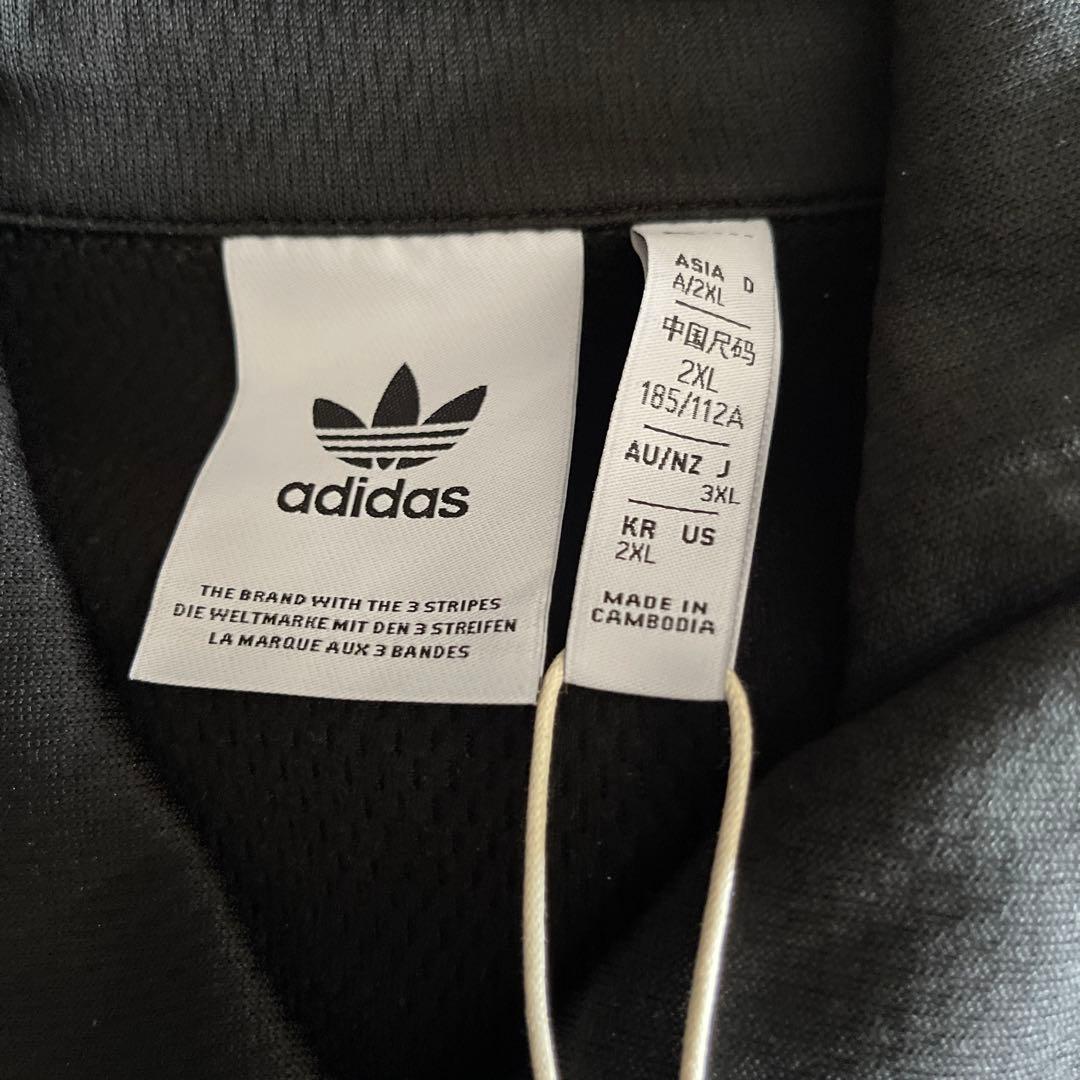 adidas
THE BRAND WITH THE 3 STRIPES
DIE WELTMARKE MIT DEN 3 STREIFEN
LA MARQUE AUX 3 BANDES
ASIA D
A/2XL
中国尺码
2XL
185/112A
AU/NZ J
3XL
KR US
2XL
MADE IN
CAMBODIA